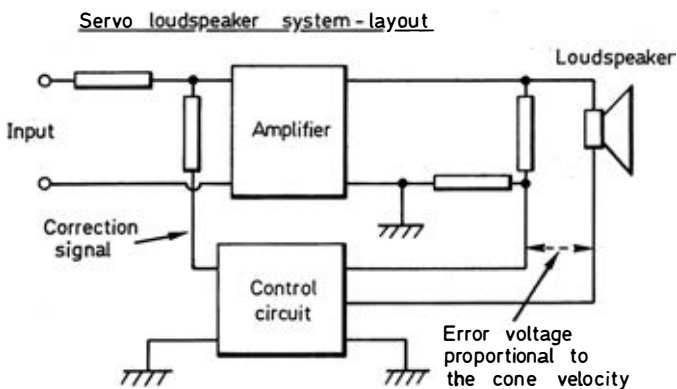 Servo loudspeaker system - layout
Loudspeaker
Input
Amplifier
Correction
signal
Control
circuit
Error voltage
proportional to
the cone velocity